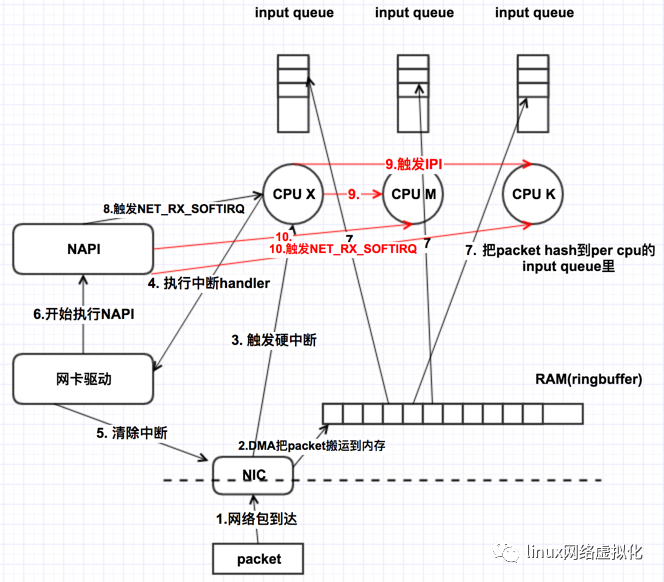 input queue
input queue
input queue
9.触发IPI
CPU X
9.
CPU M
CPU K
8.触发NET_RX_SOFTIRQ
NAPI
10.
10.触发NET_RX_SOFTIRQ
7
7
7. 把packet hash到per cpu的
input queue里
4. 执行中断handler
6.开始执行NAPI
3. 触发硬中断
网卡驱动
RAM(ringbuffer)
5. 清除中断
2.DMA把packet搬运到内存
NIC
1.网络包到达
packet
linux网络虚拟化